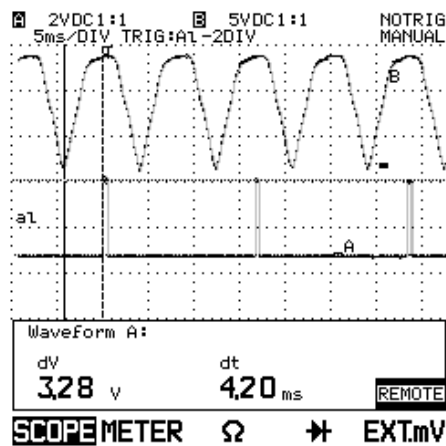 A 2VDC1:1 B 5VDC1:1 NOTRIG
5ms/DIV TRIG:A↓-2DIV MANUAL
B
a1
A
Waveform A:
dV dt
3.28 V 4.20 ms
REMOTE
SCOPE METER Ω EXT.mV